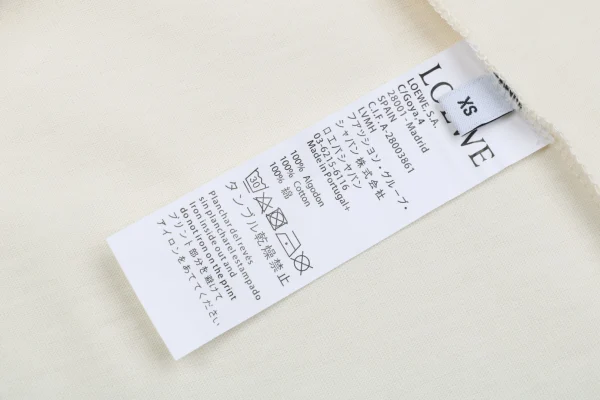 LOEWE
XS
LOEWE, S.A.
C/Goya, 4
28001 - Madrid
SPAIN
C.I.F. A-28003861
LVMH
ファッション・グループ・
ジャパン株式会社
ロエベジャパン
03-6215-6116
Made in Portugal+
100% Algodon
100% Cotton
100% 綿
30
タンブル乾燥禁止
Planchar del revés
sin planchar el estampado
Iron inside out and
do not iron on the print
プリント部分を避けて
アイロンをあててください